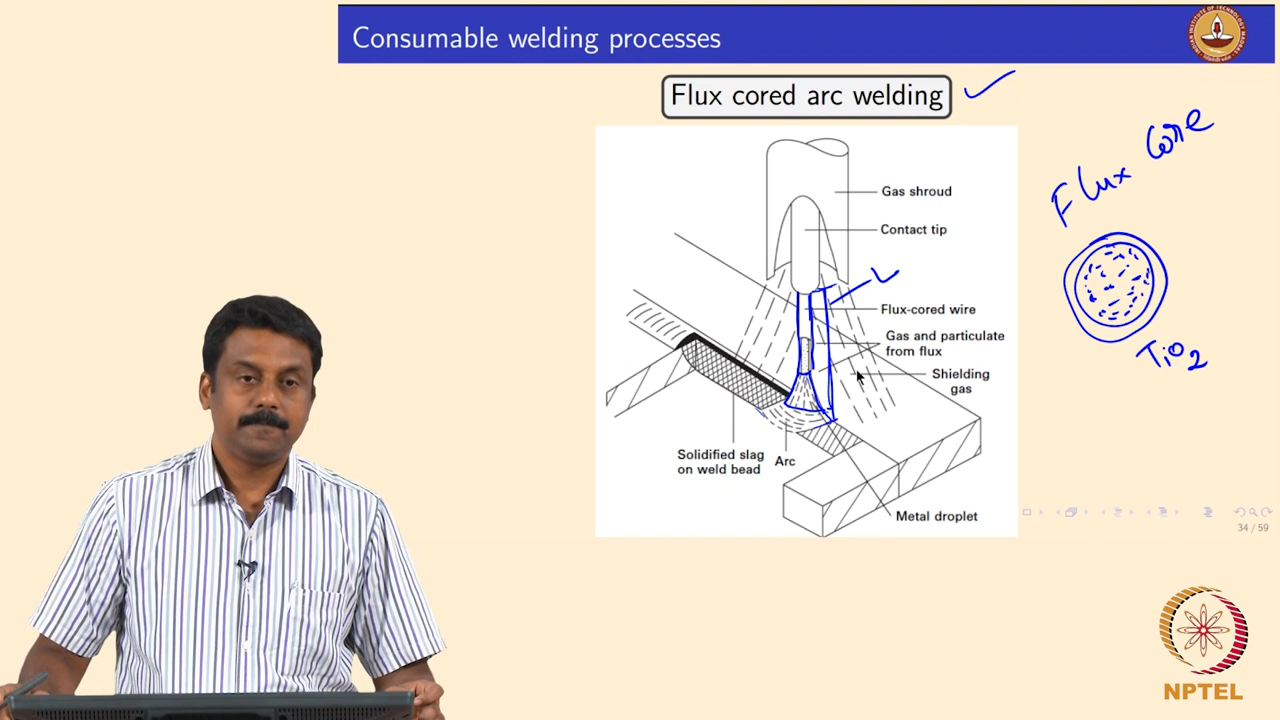 Consumable welding processes
Flux cored arc welding
Flux Core
Gas shroud
Contact tip
Flux-cored wire
Gas and particulate
from flux
Shielding
gas
TiO2
Solidified slag
on weld bead
Arc
Metal droplet
34 / 59
NPTEL